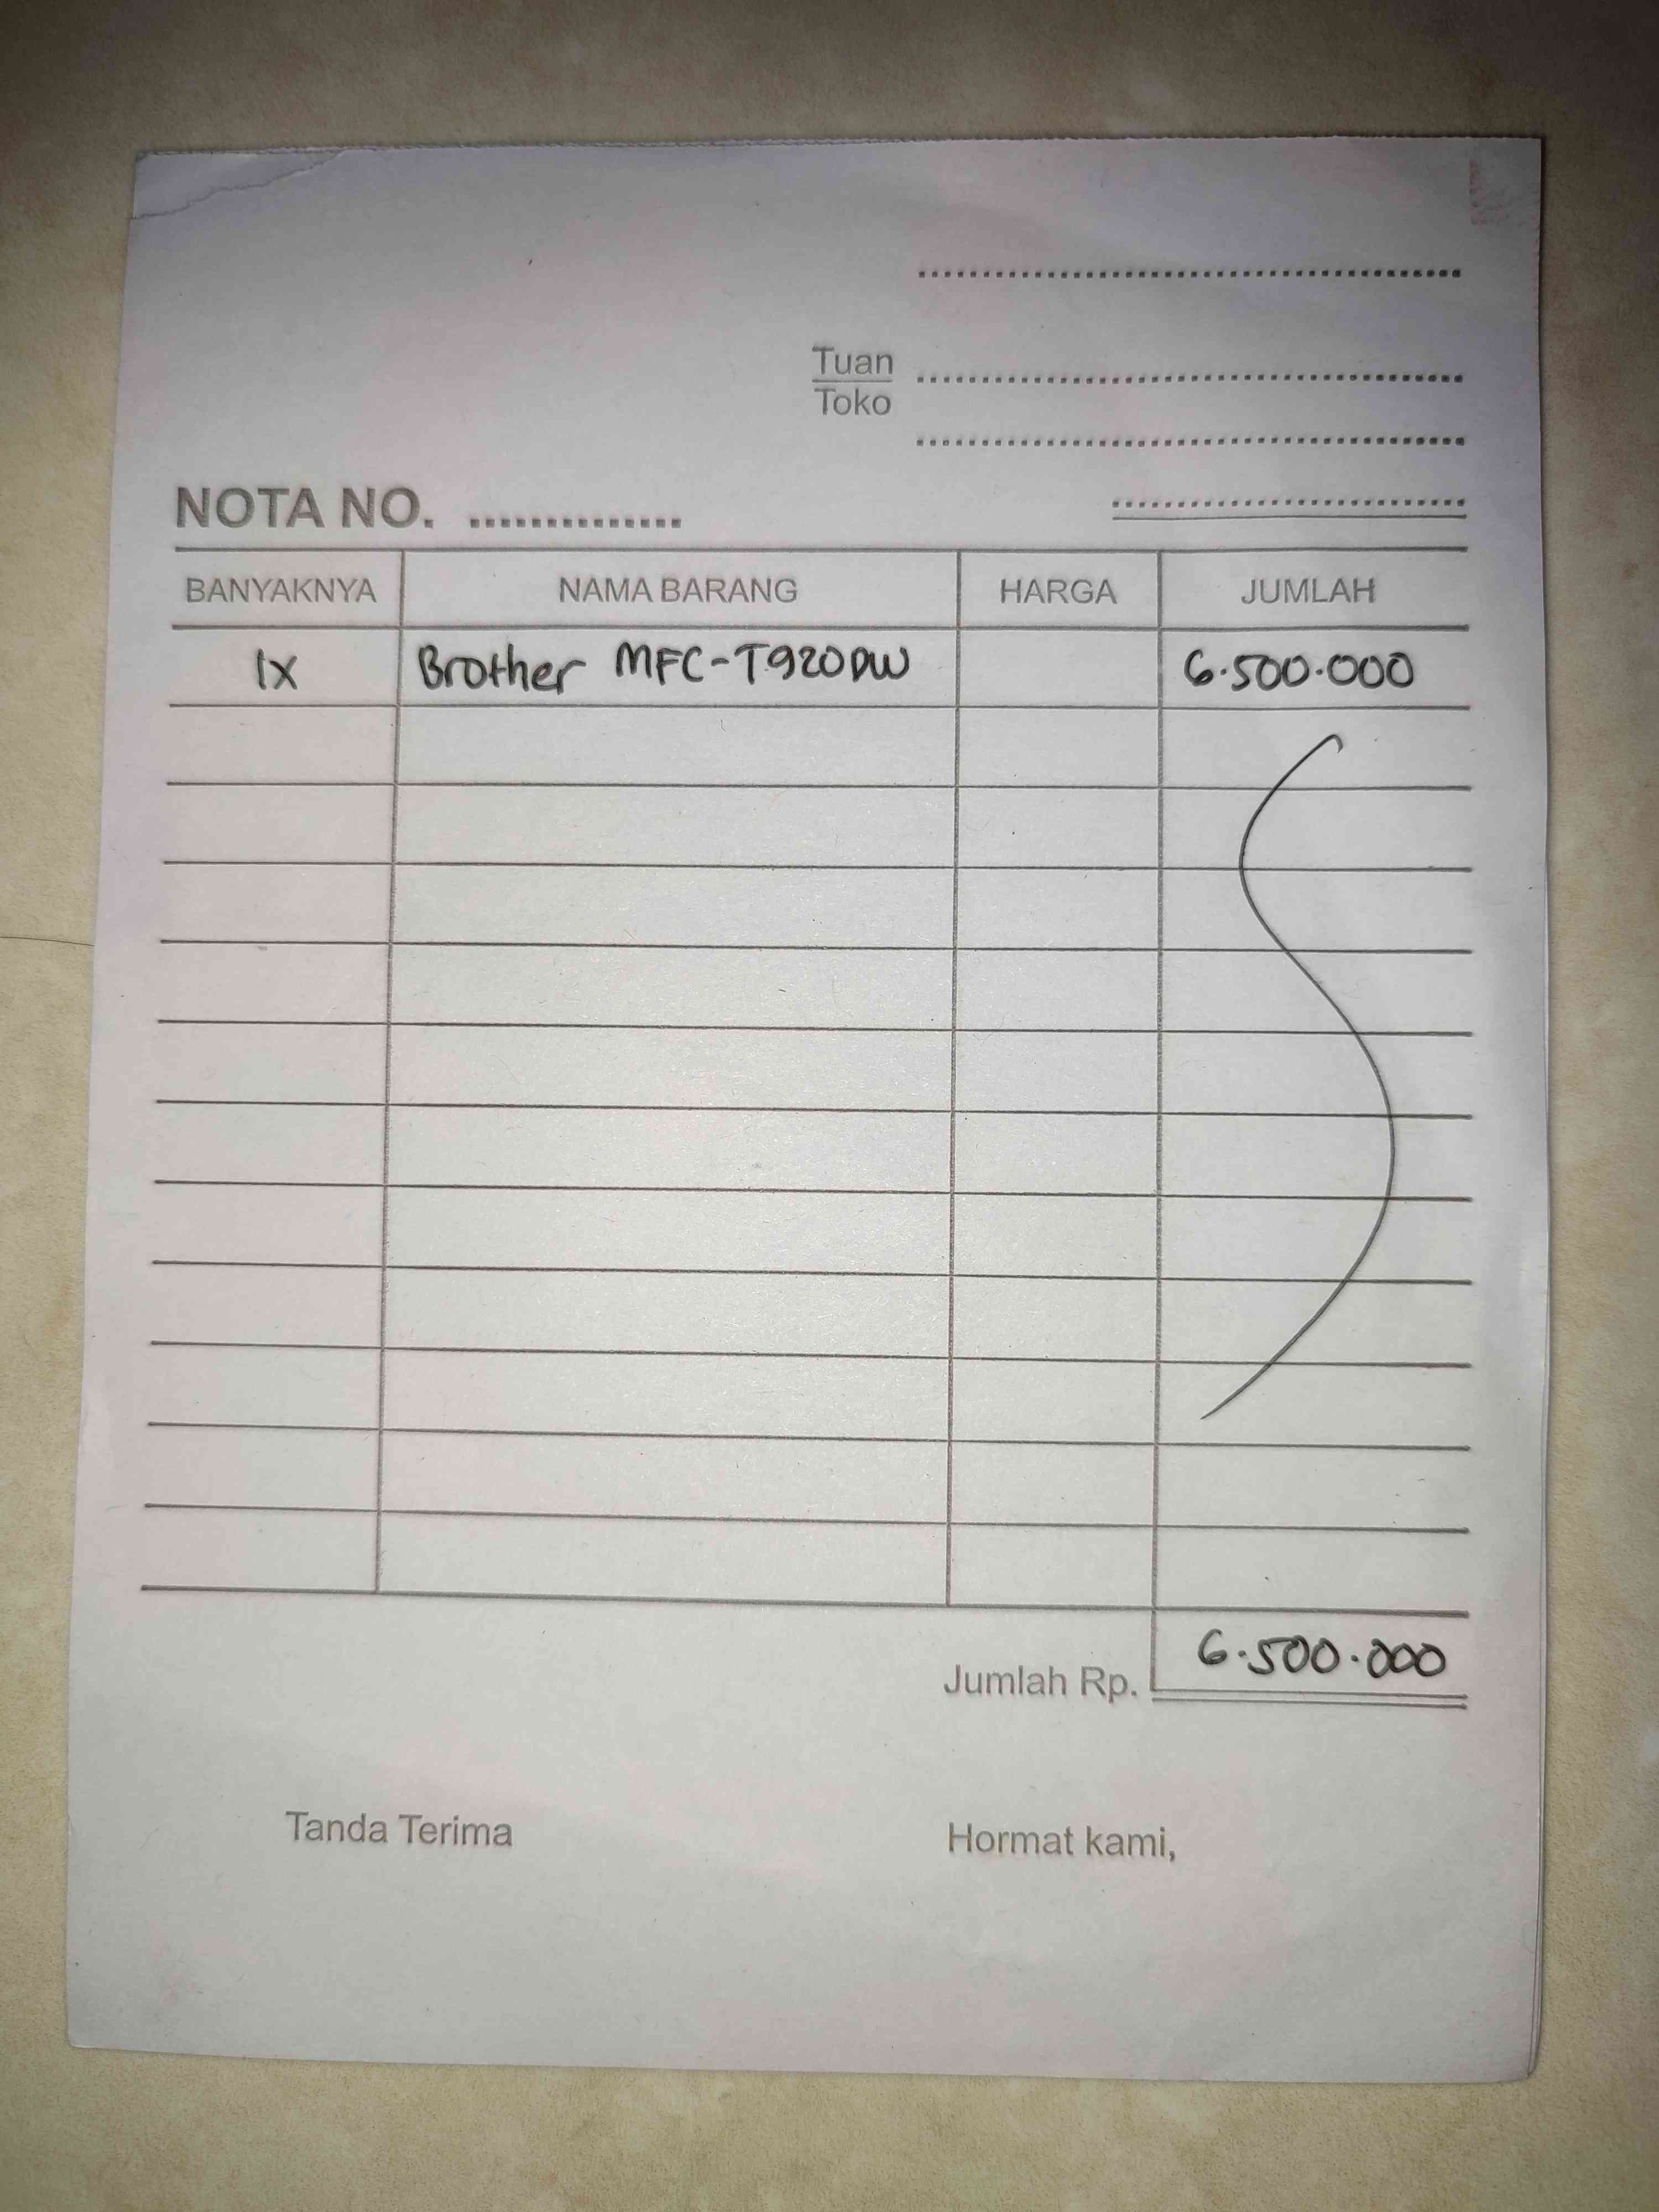 Tuan
Toko
NOTA NO. ..............
BANYAKNYA NAMA BARANG HARGA JUMLAH
1X Brother MFC-T920DW 6.500.000
Jumlah Rp. 6.500.000
Tanda Terima Hormat kami,